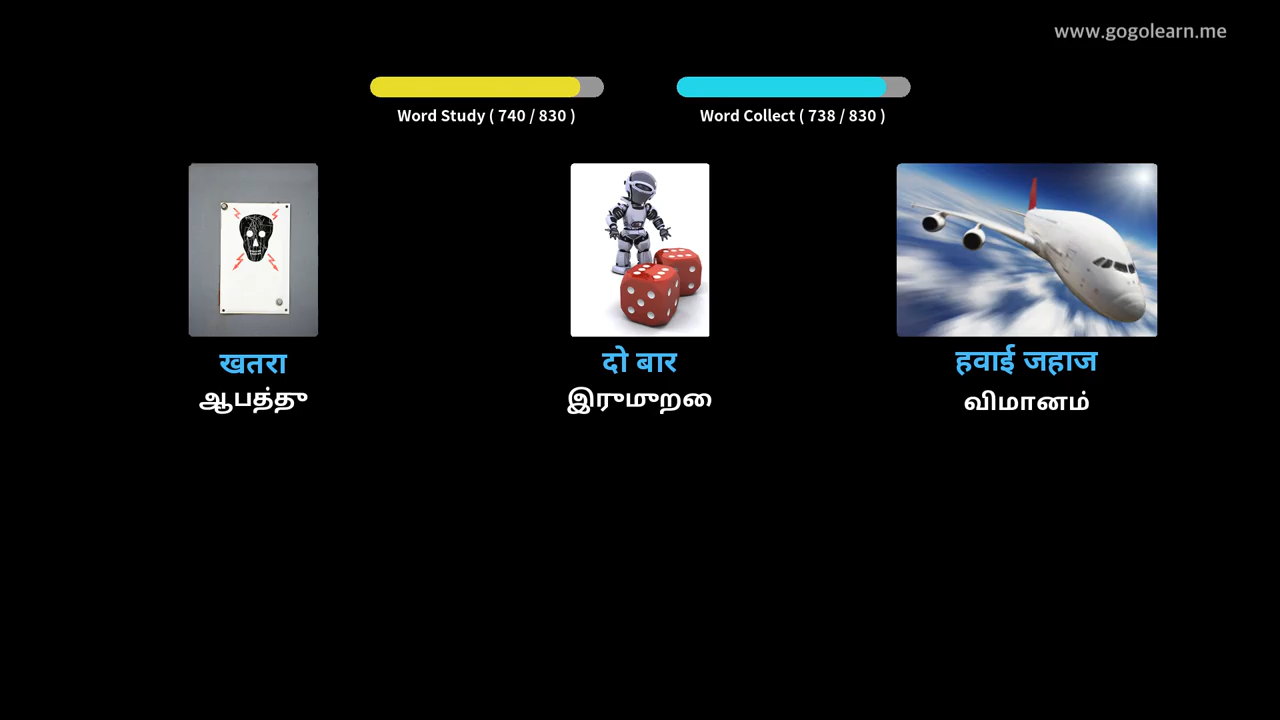 www.gogolearn.me
Word Study ( 740 / 830 )
Word Collect ( 738 / 830 )
खतरा
दो बार
हवाई जहाज
ஆபத்து
இருமுறை
விமானம்